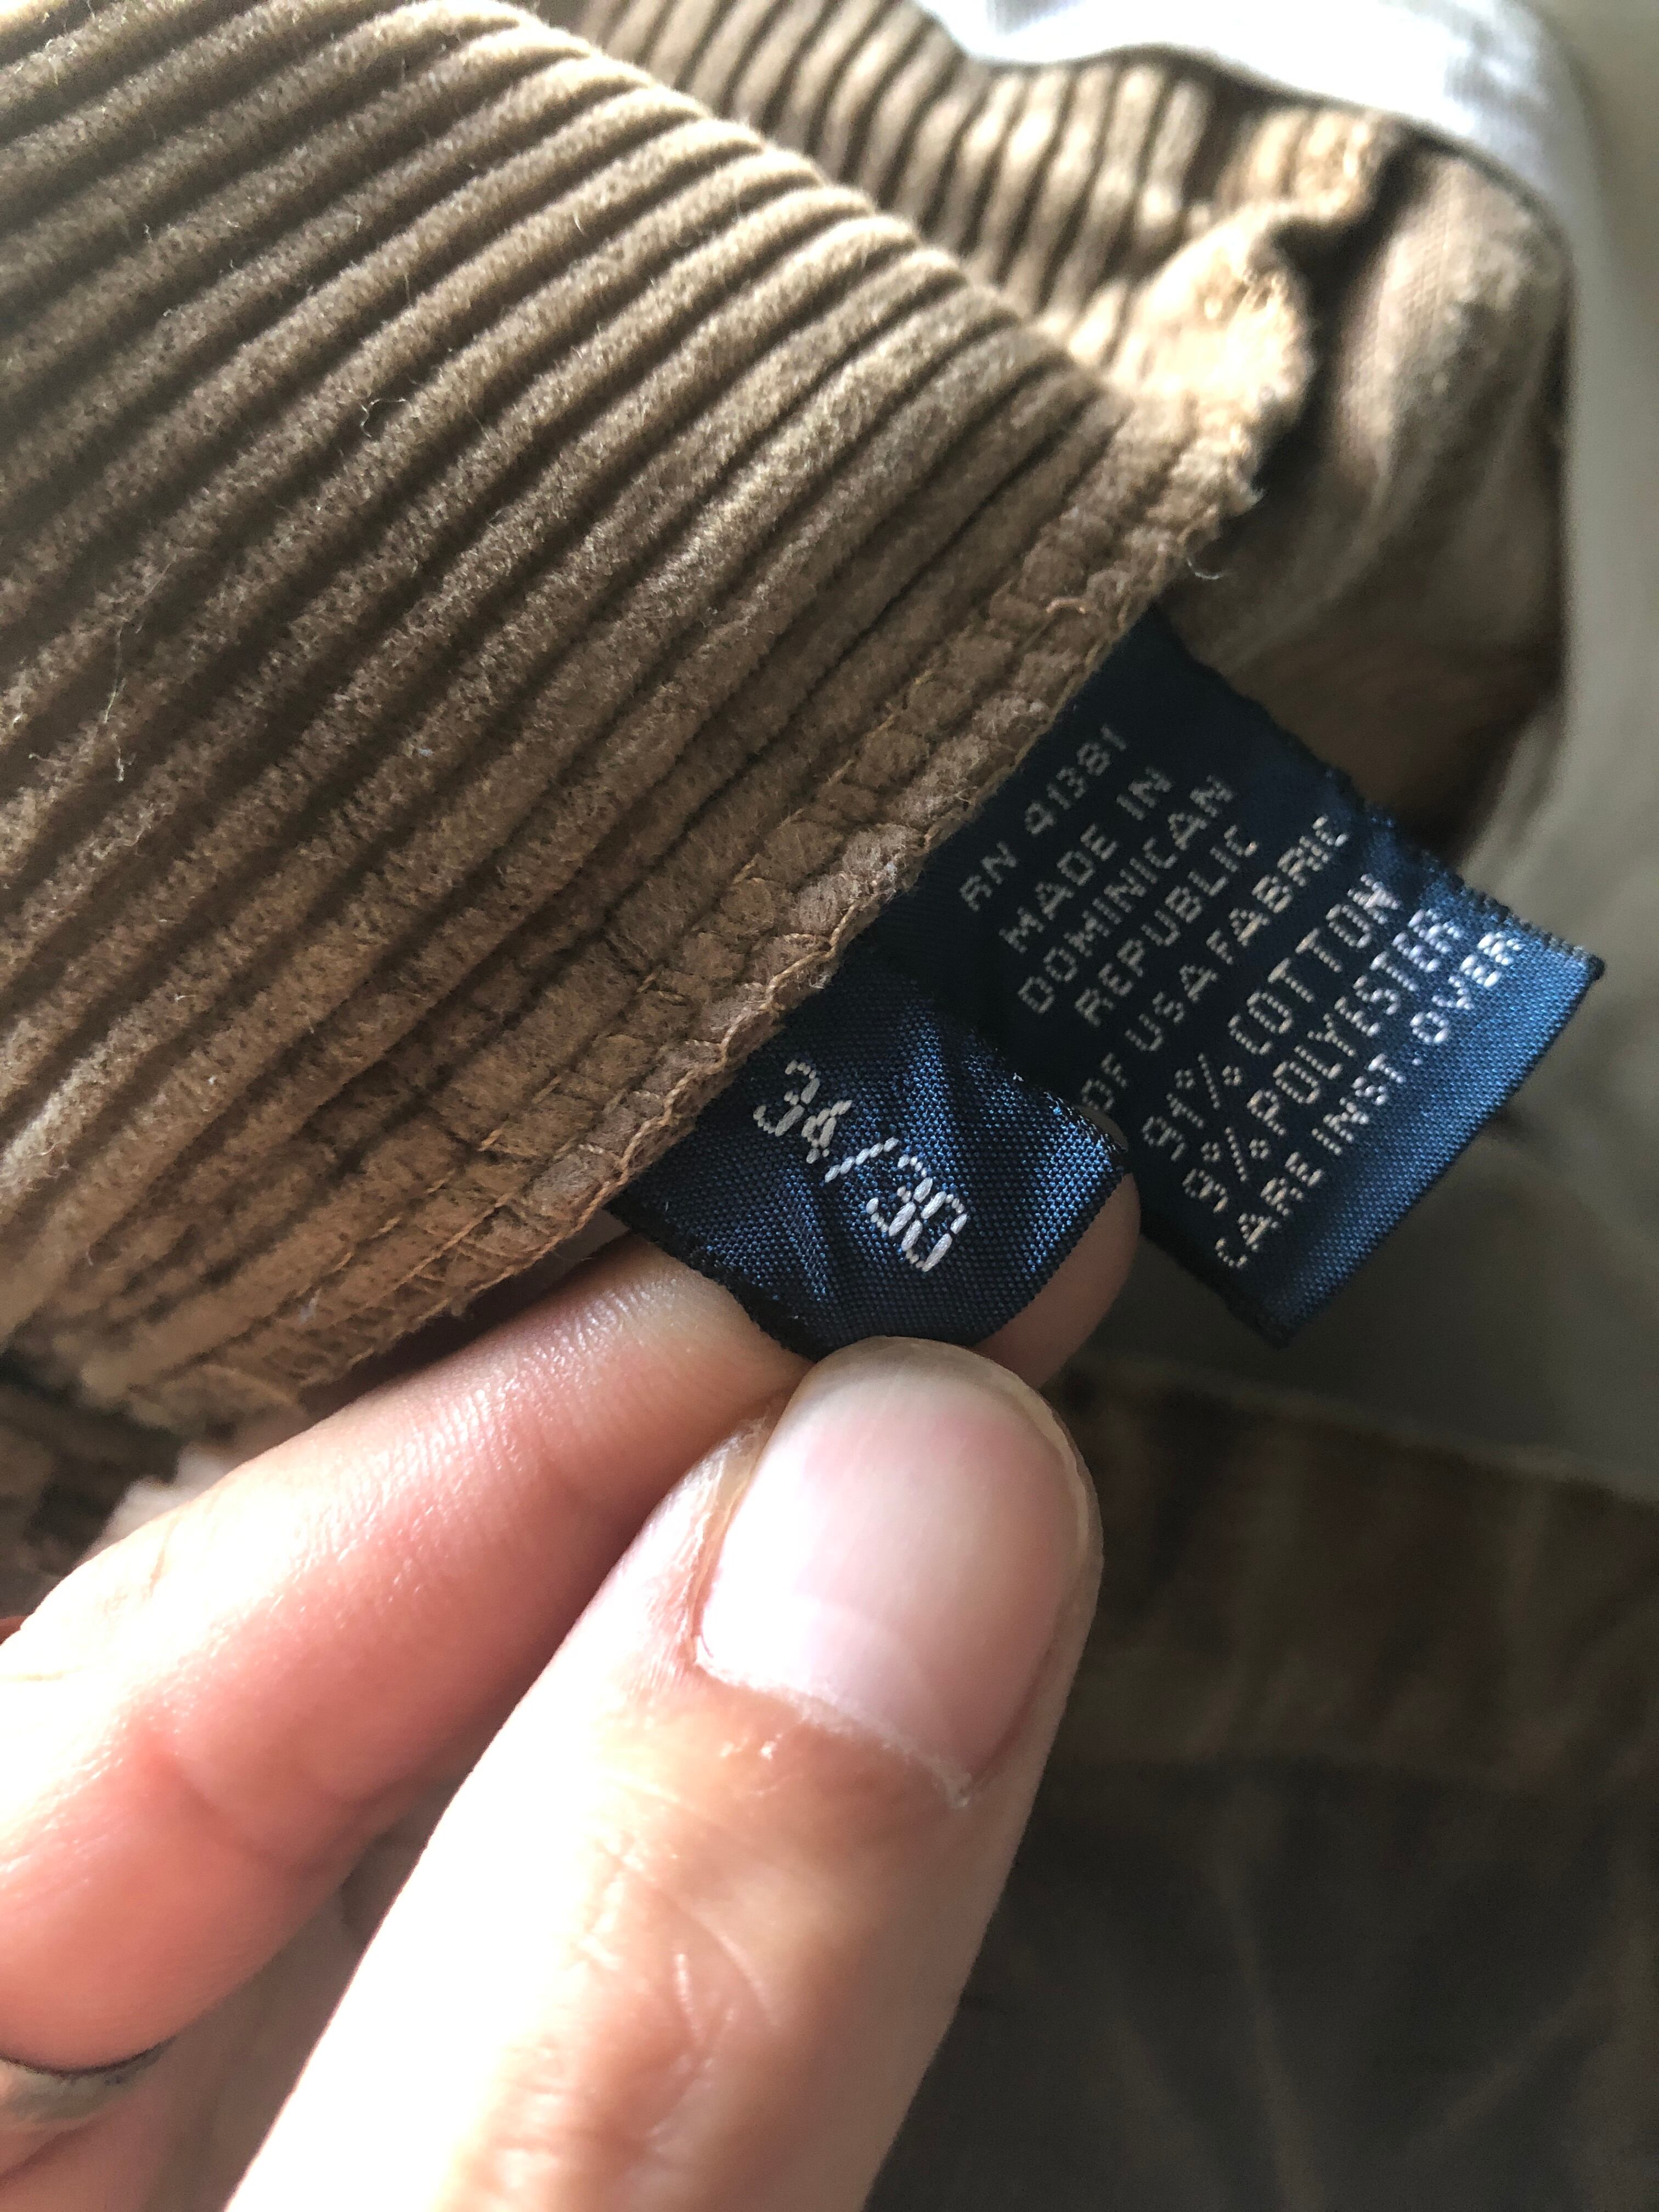 RN 41381
MADE IN
DOMINICAN
REPUBLIC
OF USA FABRIC
91% COTTON
9% POLYESTER
CARE INST. OVER
34/30